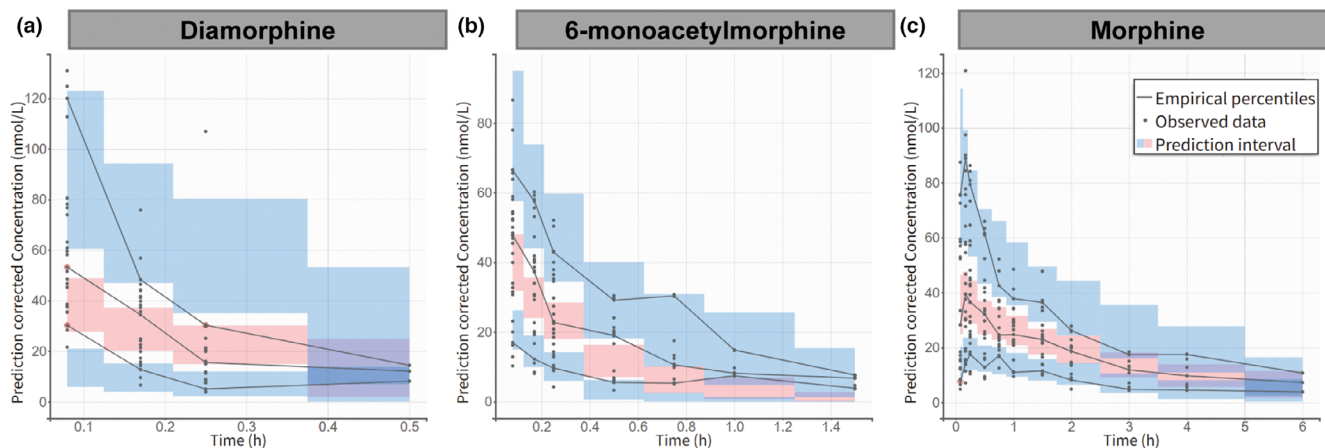 (a) Diamorphine
Prediction corrected Concentration (nmol/L)
120
100
80
60
40
20
0
0.1 0.2 0.3 0.4 0.5
Time (h)
(b) 6-monoacetylmorphine
Prediction corrected Concentration (nmol/L)
80
60
40
20
0
0.2 0.4 0.6 0.8 1.0 1.2 1.4
Time (h)
(c) Morphine
Prediction corrected Concentration (nmol/L)
120
100
80
60
40
20
0
0 1 2 3 4 5 6
Time (h)
Empirical percentiles
Observed data
Prediction interval